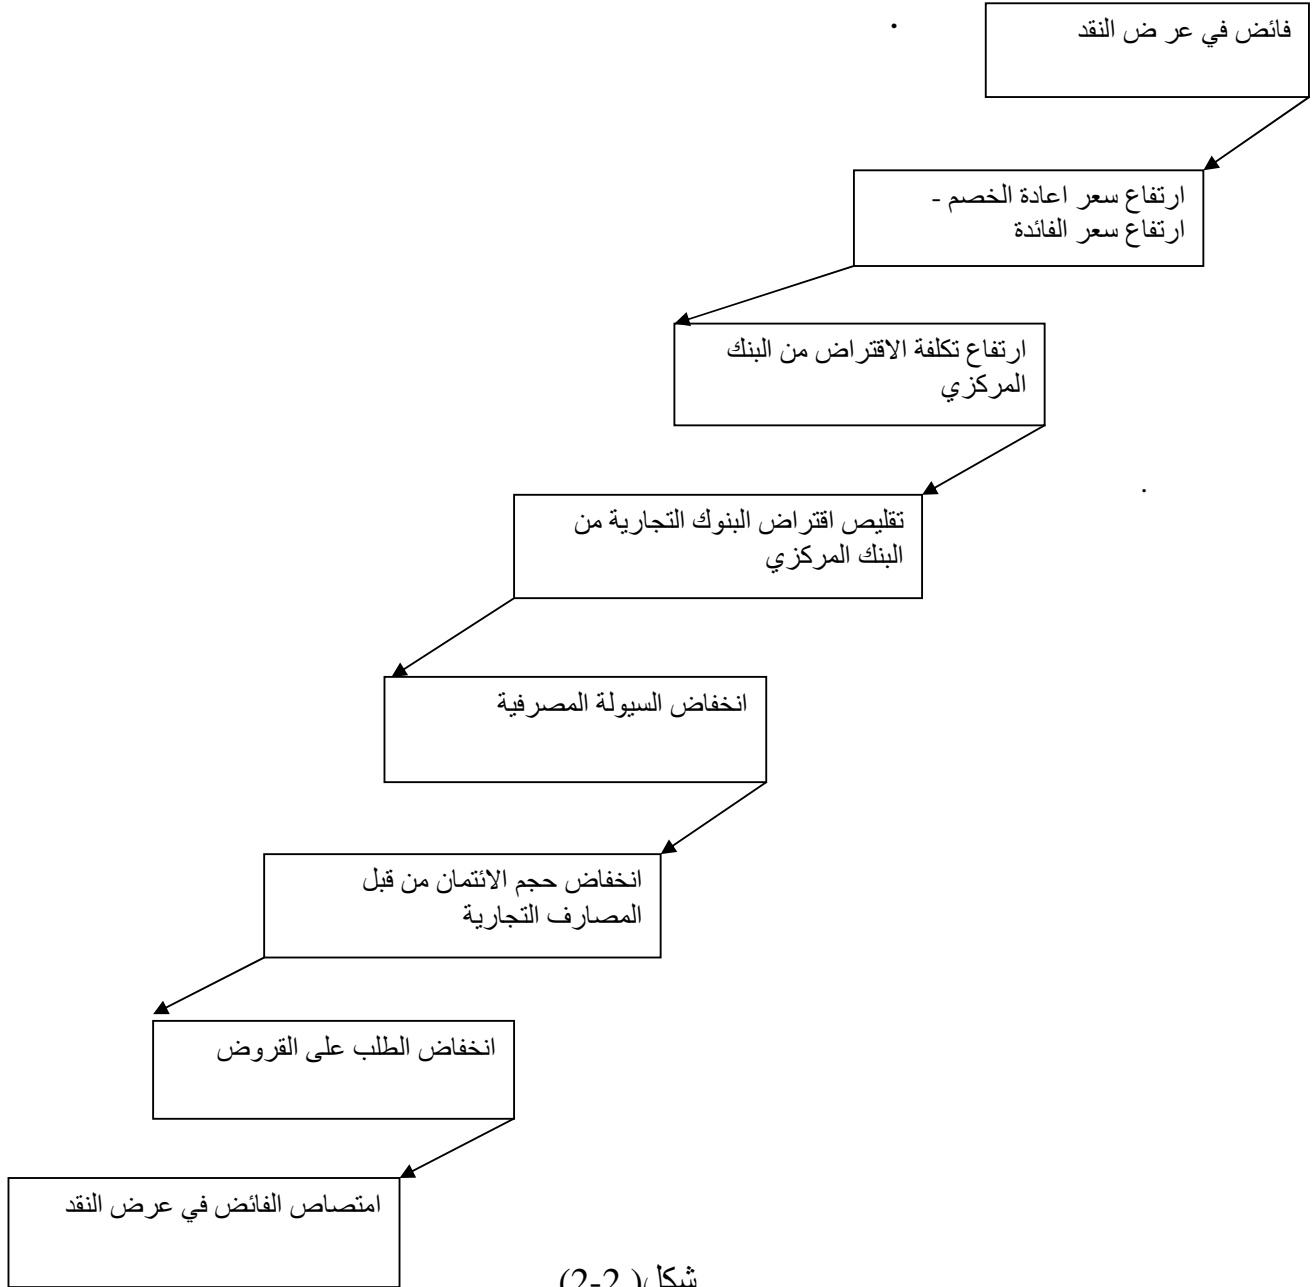 فائض في عر ض النقد
ارتفاع سعر اعادة الخصم -
ارتفاع سعر الفائدة
ارتفاع تكلفة الاقتراض من البنك
المركزي
تقليص اقتراض البنوك التجارية من
البنك المركزي
انخفاض السيولة المصرفية
انخفاض حجم الائتمان من قبل
المصارف التجارية
انخفاض الطلب على القروض
امتصاص الفائض في عرض النقد
شكل( 2-2)